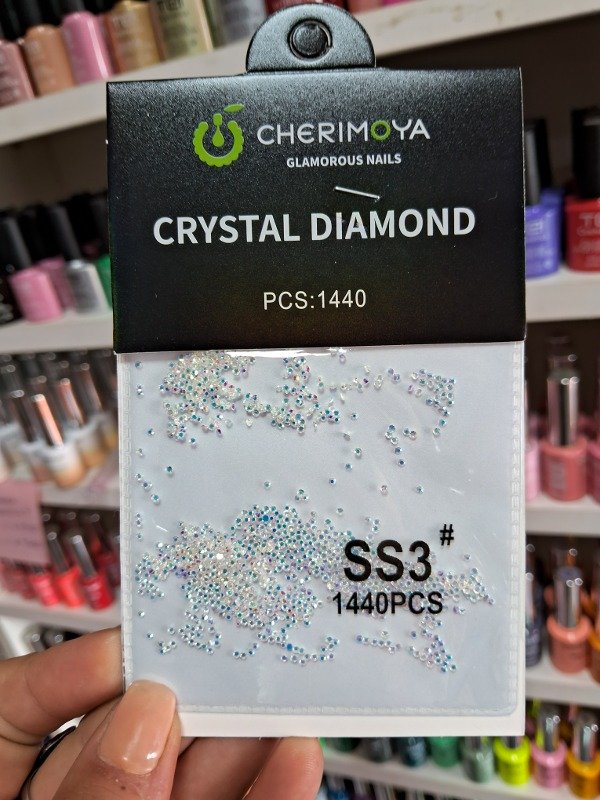 CHERIMOYA
GLAMOROUS NAILS
CRYSTAL DIAMOND
PCS:1440
SS3#
1440PCS